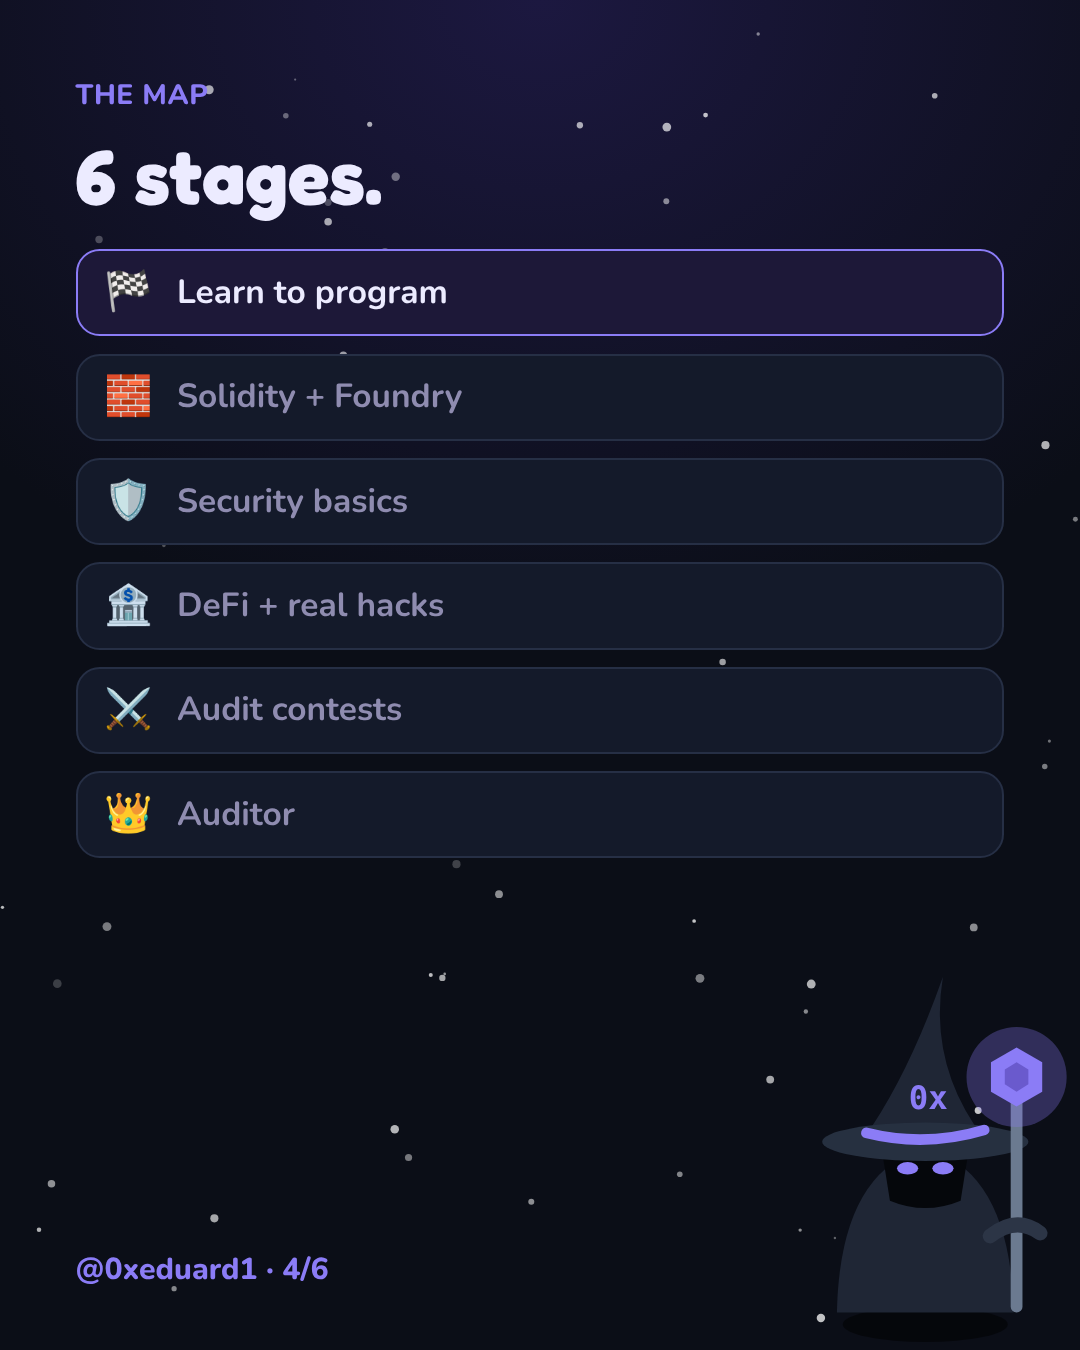 THE MAP
6 stages.
Learn to program
Solidity + Foundry
Security basics
DeFi + real hacks
Audit contests
Auditor
0x
@0xeduard1 · 4/6